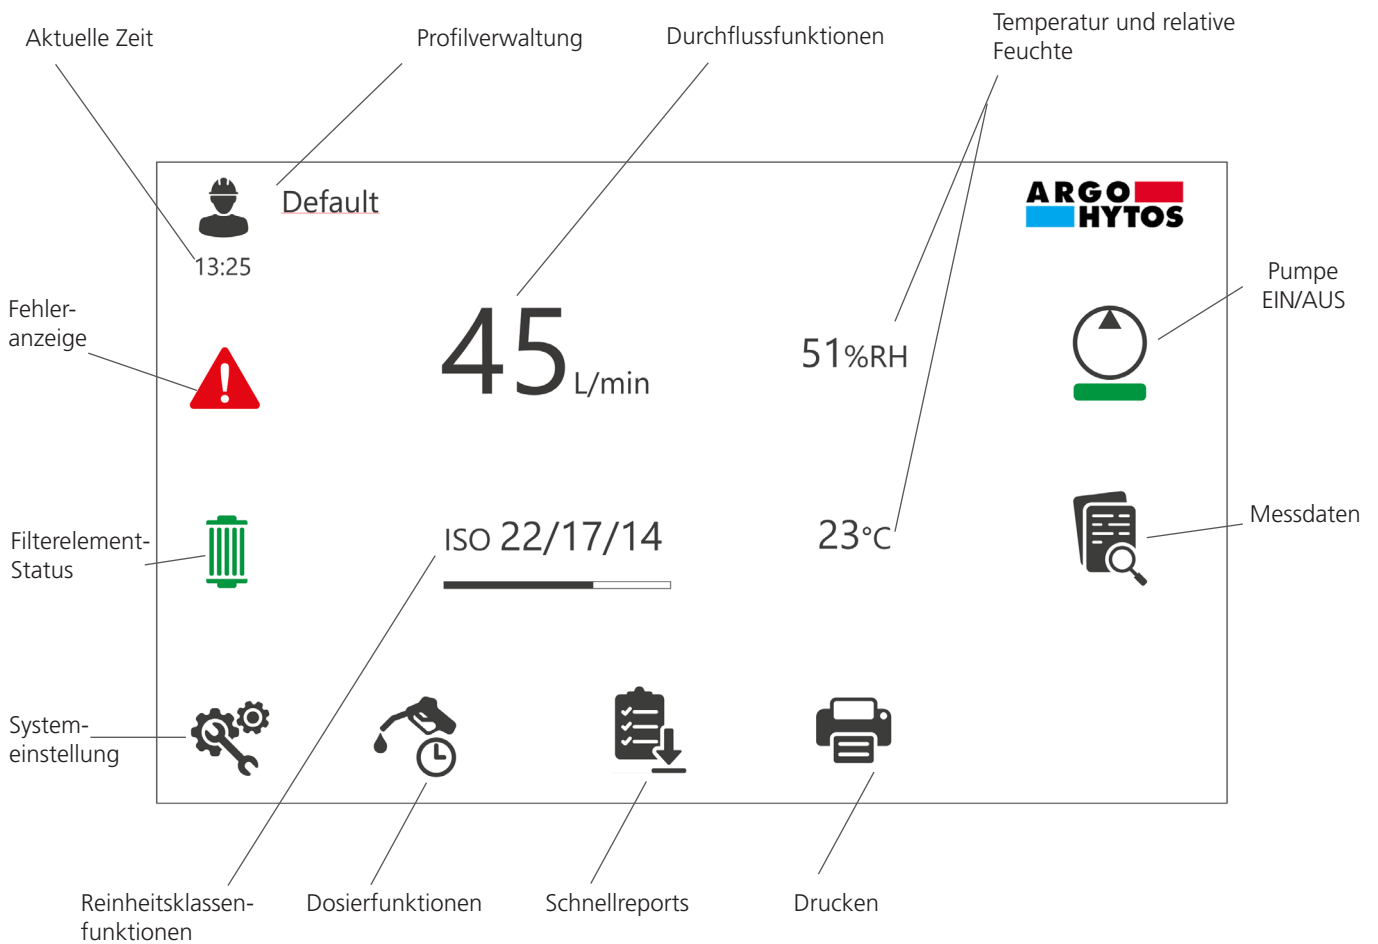 Aktuelle Zeit
Profilverwaltung
Durchflussfunktionen
Temperatur und relative
Feuchte
Default
ARGO
HYTOS
13:25
Pumpe
EIN/AUS
Fehler-
anzeige
45 L/min
51%RH
Filterelement-
Status
ISO 22/17/14
23°C
Messdaten
System-
einstellung
Reinheitsklassen-
funktionen
Dosierfunktionen
Schnellreports
Drucken